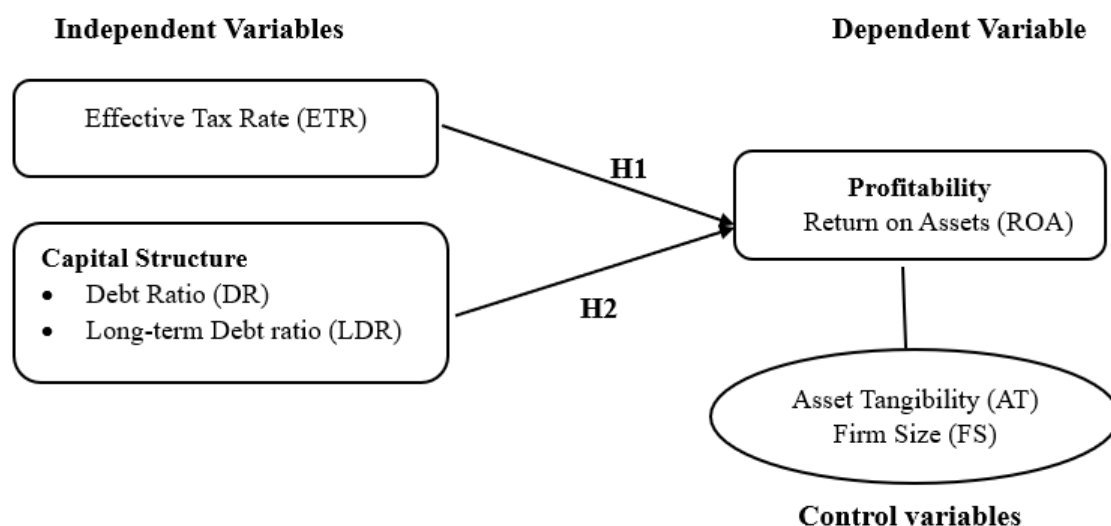 Independent Variables
Dependent Variable
Effective Tax Rate (ETR)
H1
Profitability
Return on Assets (ROA)
Capital Structure
• Debt Ratio (DR)
• Long-term Debt ratio (LDR)
H2
Asset Tangibility (AT)
Firm Size (FS)
Control variables